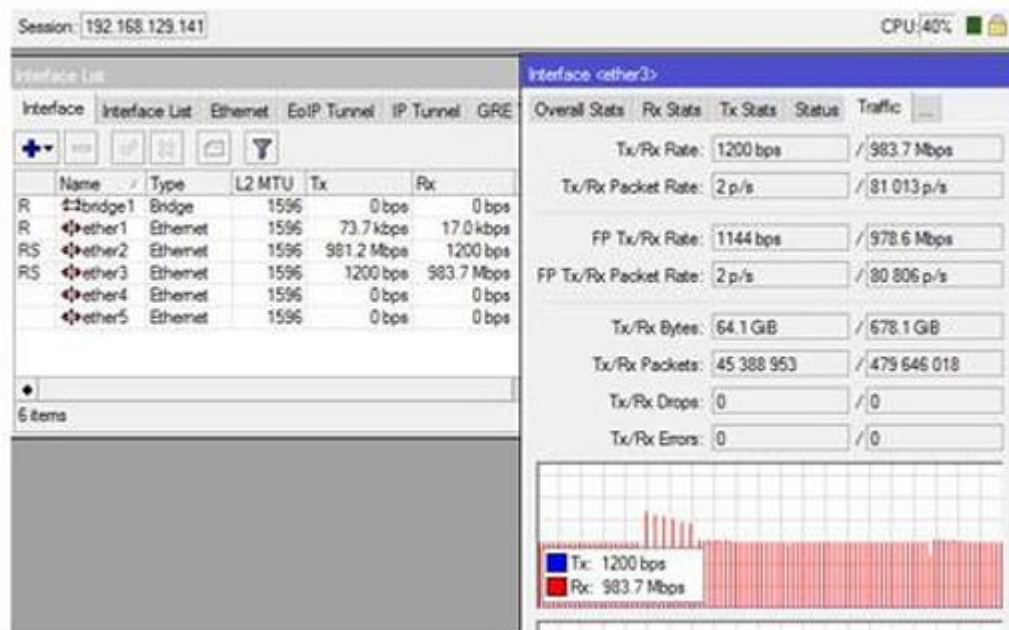 Session: 192.168.129.141 CPU: 40%
Interface List
Interface Interface List Ethernet EoIP Tunnel IP Tunnel GRE
Name Type L2 MTU Tx Rx
R bridge1 Bridge 1596 0 bps 0 bps
R ether1 Ethernet 1596 73.7 kbps 17.0 kbps
RS ether2 Ethernet 1596 981.2 Mbps 1200 bps
RS ether3 Ethernet 1596 1200 bps 983.7 Mbps
ether4 Ethernet 1596 0 bps 0 bps
ether5 Ethernet 1596 0 bps 0 bps
6 items
Interface <ether3>
Overall Stats Rx Stats Tx Stats Status Traffic ...
Tx/Rx Rate: 1200 bps / 983.7 Mbps
Tx/Rx Packet Rate: 2 p/s / 81 013 p/s
FP Tx/Rx Rate: 1144 bps / 978.6 Mbps
FP Tx/Rx Packet Rate: 2 p/s / 80 806 p/s
Tx/Rx Bytes: 64.1 GiB / 678.1 GiB
Tx/Rx Packets: 45 388 953 / 479 646 018
Tx/Rx Drops: 0 / 0
Tx/Rx Errors: 0 / 0
Tx: 1200 bps
Rx: 983.7 Mbps